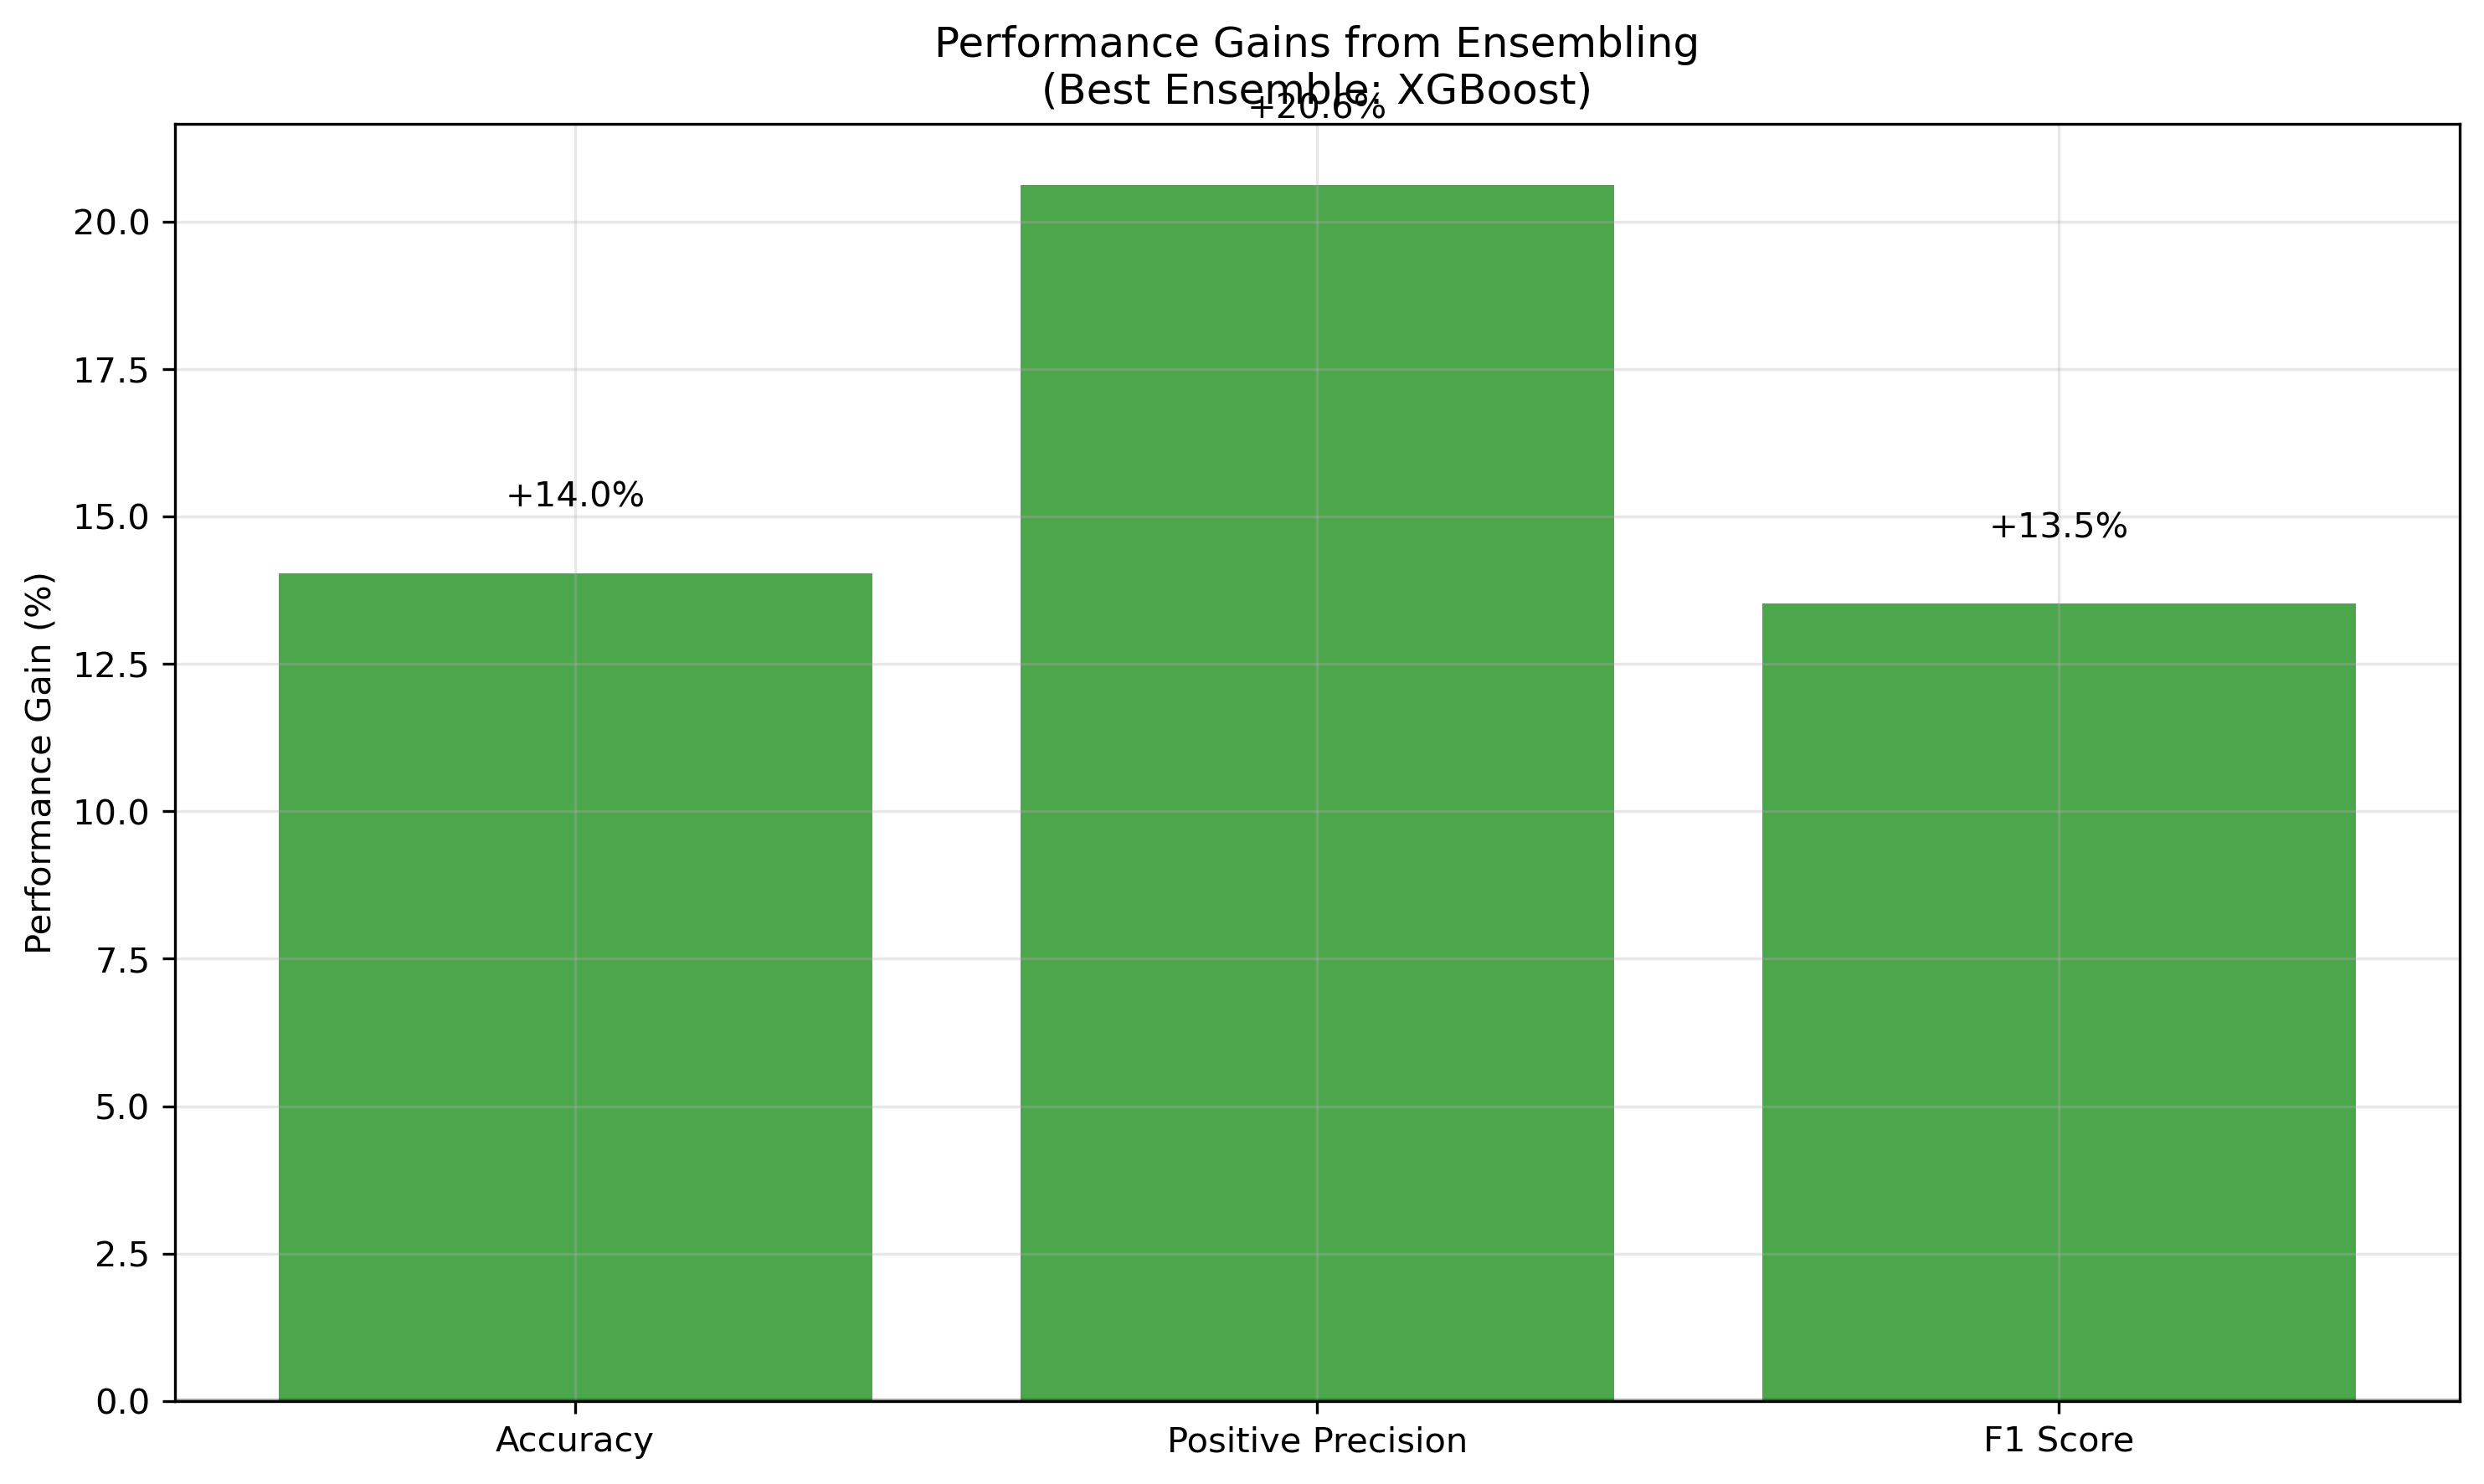 Performance Gains from Ensembling
(Best Ensemble: XGBoost)
+20.6%
20.0
17.5
+14.0%
15.0
+13.5%
12.5
10.0
7.5
5.0
2.5
0.0
Performance Gain (%)
Accuracy
Positive Precision
F1 Score